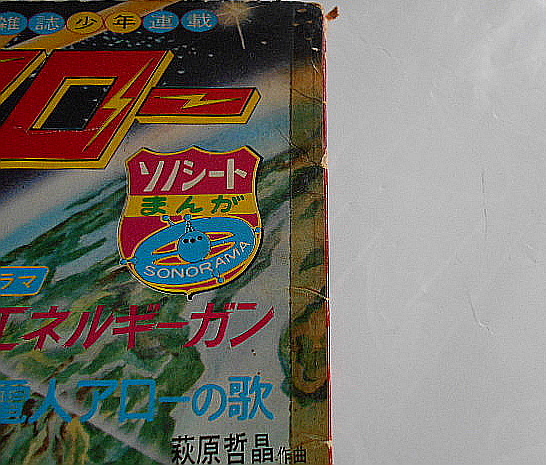 雑誌少年連載
アロー
ソノシート
まんが
SONORAMA
ラマ
エネルギーガン
電人アローの歌
萩原哲晶作曲